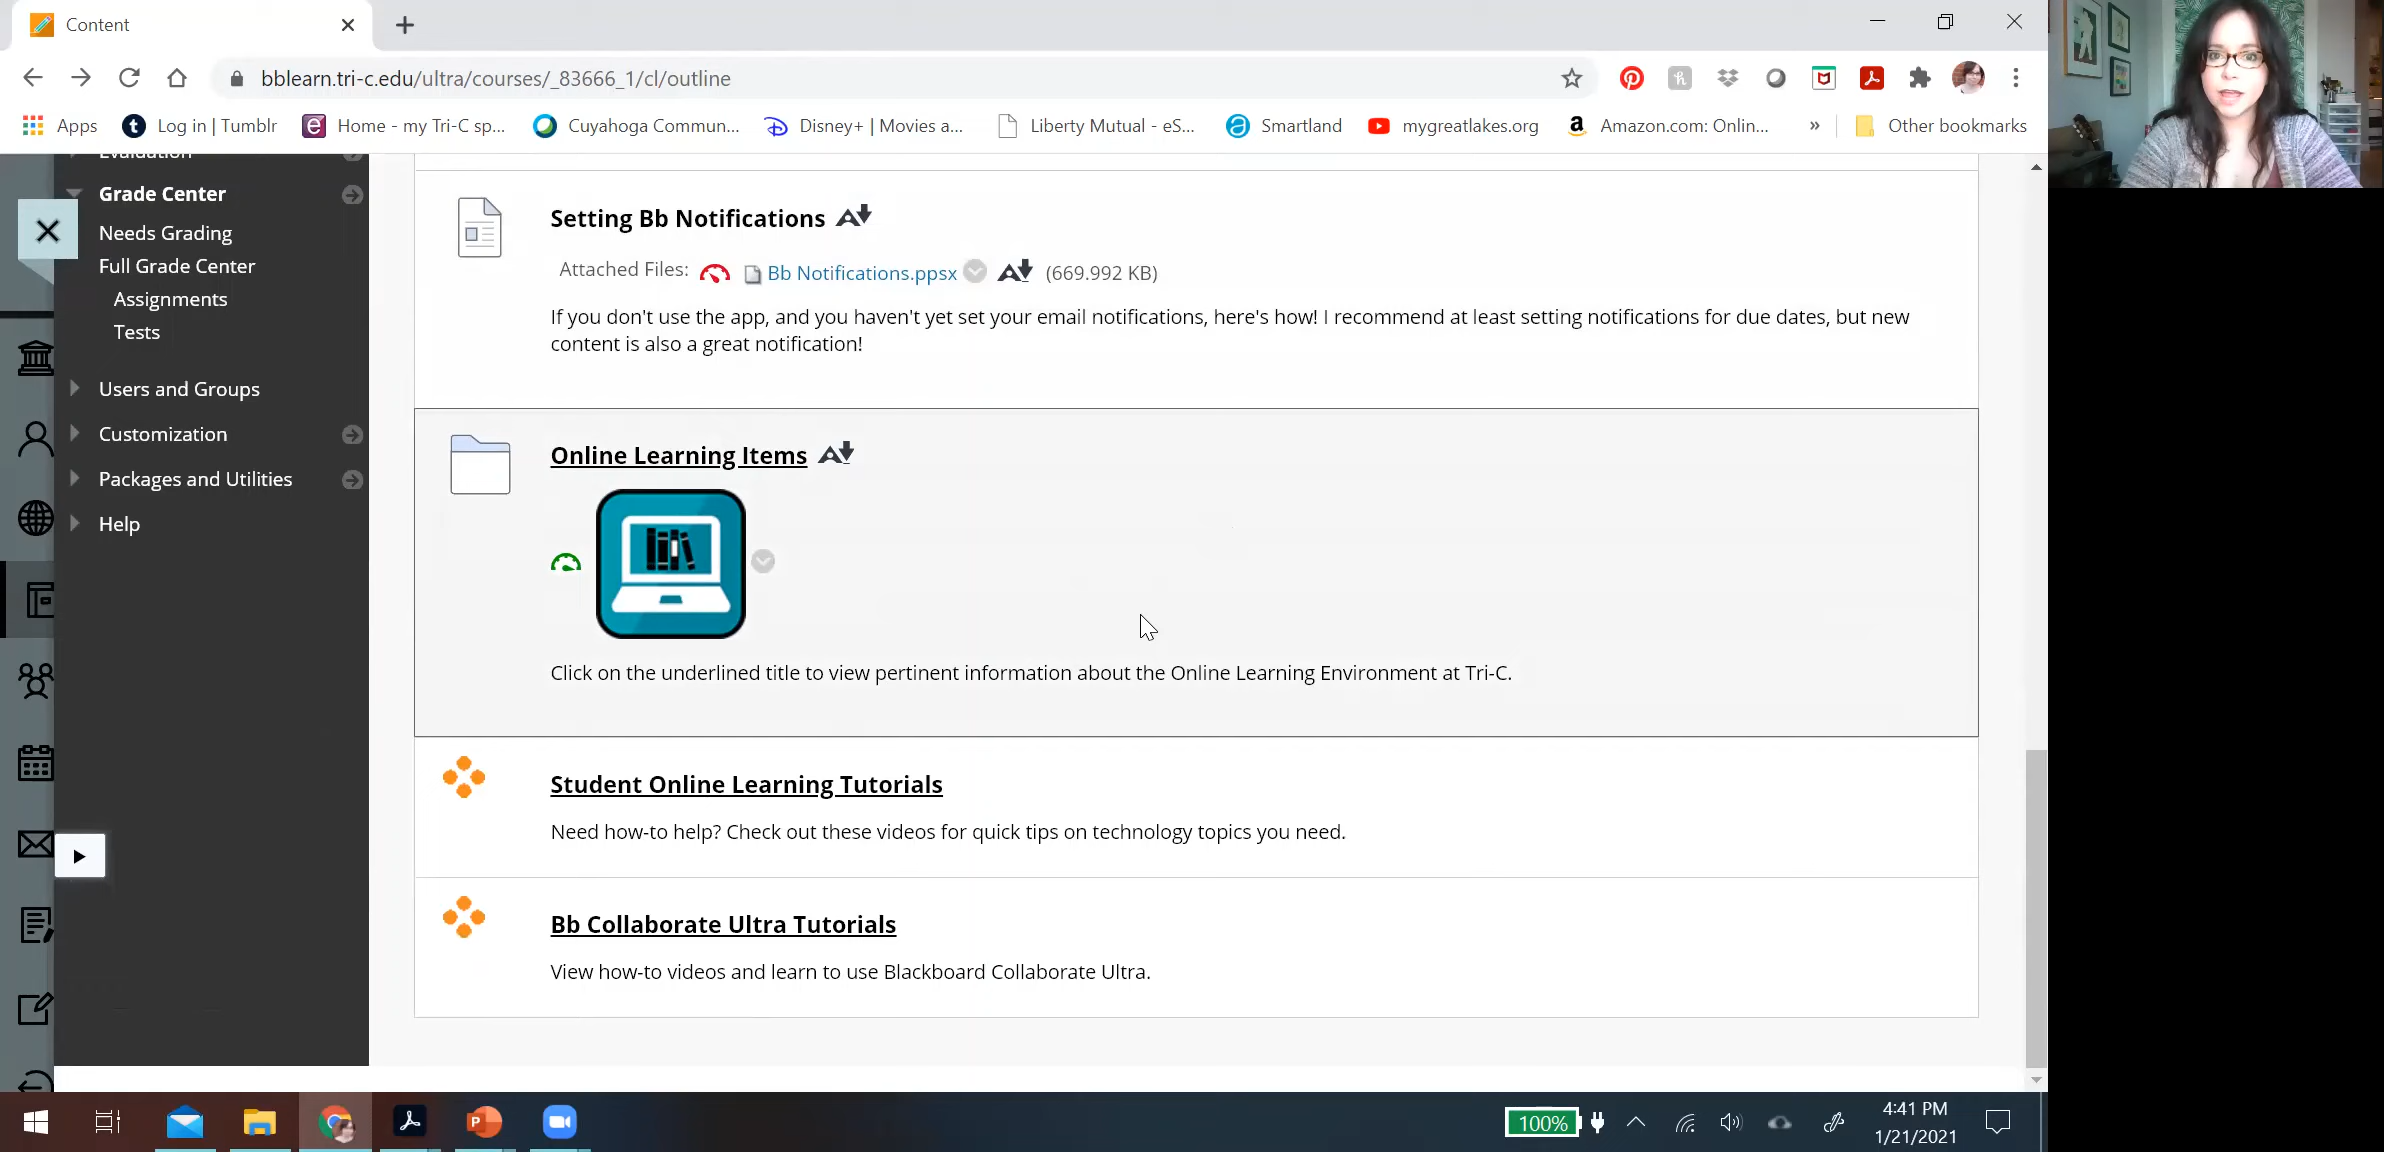 Content
bblearn.tri-c.edu/ultra/courses/_83666_1/cl/outline
Apps
Log in | Tumblr
Home - my Tri-C sp...
Cuyahoga Commun...
Disney+ | Movies a...
Liberty Mutual - eS...
Smartland
mygreatlakes.org
Amazon.com: Onlin...
»
Other bookmarks
Evaluation
Grade Center
Needs Grading
Full Grade Center
Assignments
Tests
Users and Groups
Customization
Packages and Utilities
Help
Setting Bb Notifications
Attached Files: Bb Notifications.ppsx (669.992 KB)
If you don't use the app, and you haven't yet set your email notifications, here's how! I recommend at least setting notifications for due dates, but new
content is also a great notification!
Online Learning Items
Click on the underlined title to view pertinent information about the Online Learning Environment at Tri-C.
Student Online Learning Tutorials
Need how-to help? Check out these videos for quick tips on technology topics you need.
Bb Collaborate Ultra Tutorials
View how-to videos and learn to use Blackboard Collaborate Ultra.
100%
4:41 PM
1/21/2021